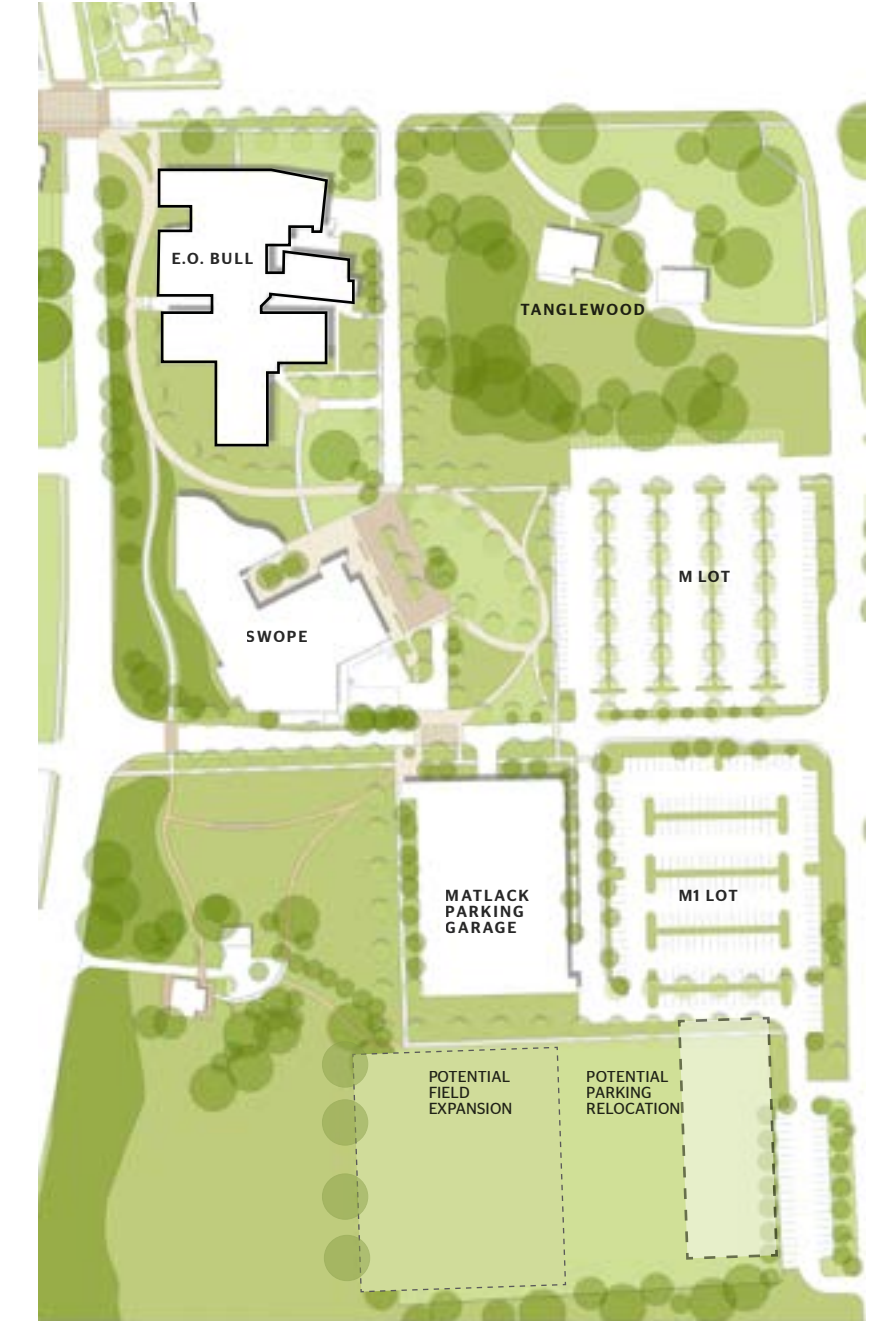 E.O. BULL
TANGLEWOOD
M LOT
SWOPE
MATLACK
PARKING
GARAGE
M1 LOT
POTENTIAL
FIELD
EXPANSION
POTENTIAL
PARKING
RELOCATION